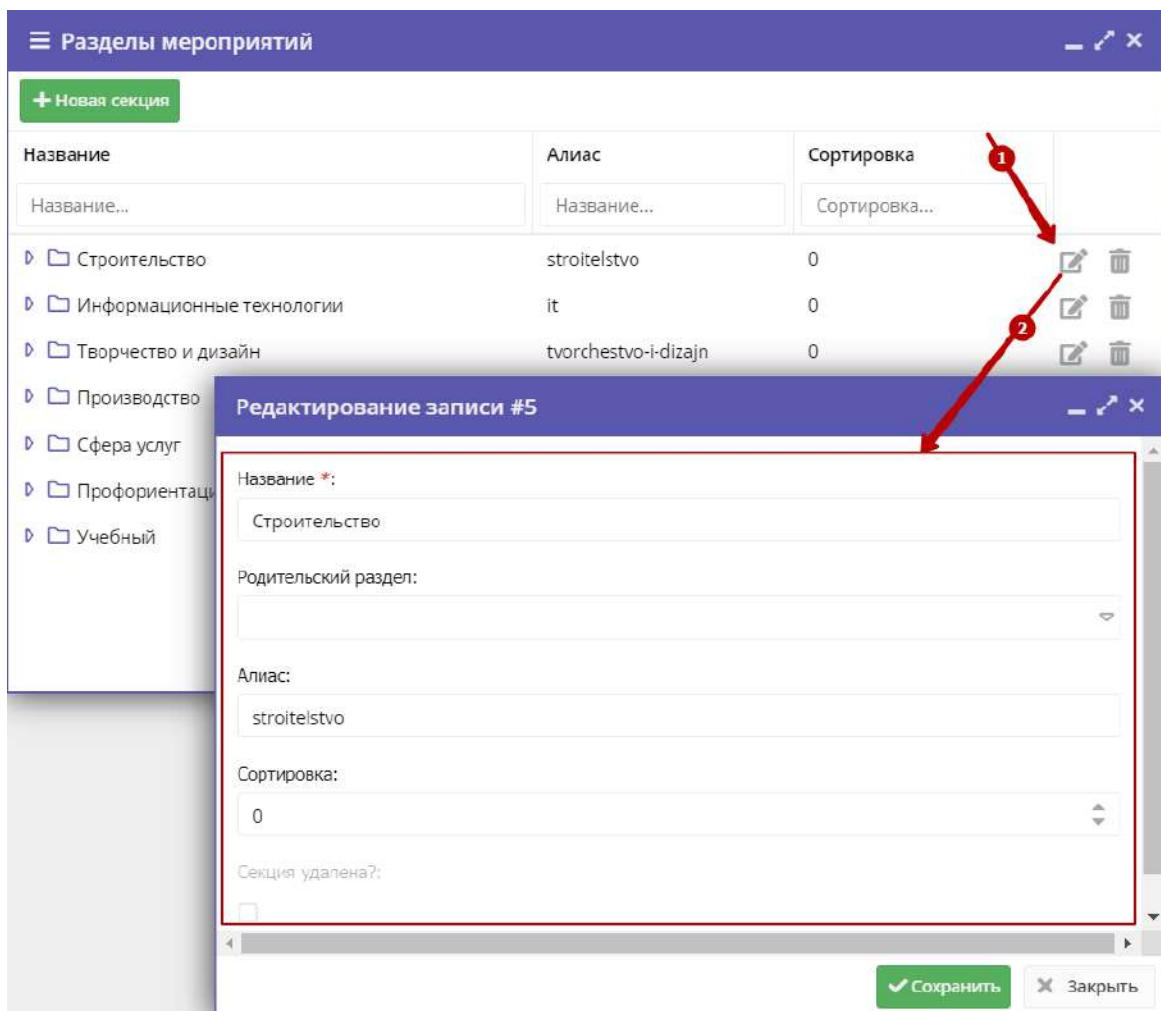 Разделы мероприятий
Новая секция
Название Алиас Сортировка
Название... Название... Сортировка...
1
Строительство stroitelstvo 0
Информационные технологии it 0
2
Творчество и дизайн tvorchestvo-i-dizajn 0
Производство
Сфера услуг
Учебный
Редактирование записи #5
Название *:
Строительство
Родительский раздел:
Алиас:
stroitelstvo
Сортировка:
0
Секция удалена?:
Сохранить Закрыть